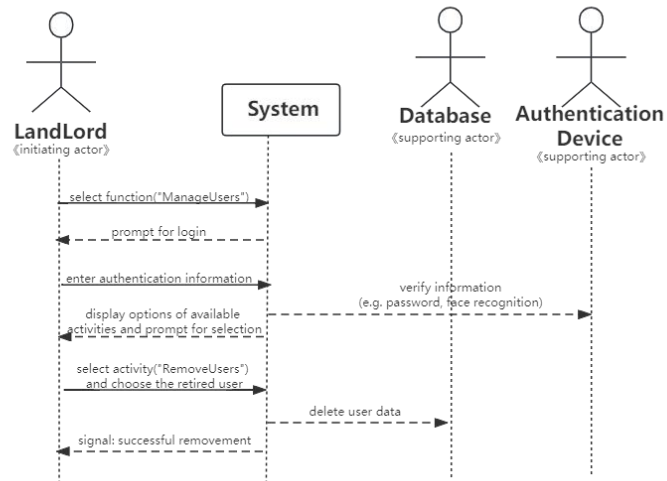 LandLord
《initiating actor》
System
Database
《supporting actor》
Authentication
Device
《supporting actor》
select function("ManageUsers")
prompt for login
enter authentication information
verify information
(e.g. password, face recognition)
display options of available
activities and prompt for selection
select activity("RemoveUsers")
and choose the retired user
delete user data
signal: successful removement